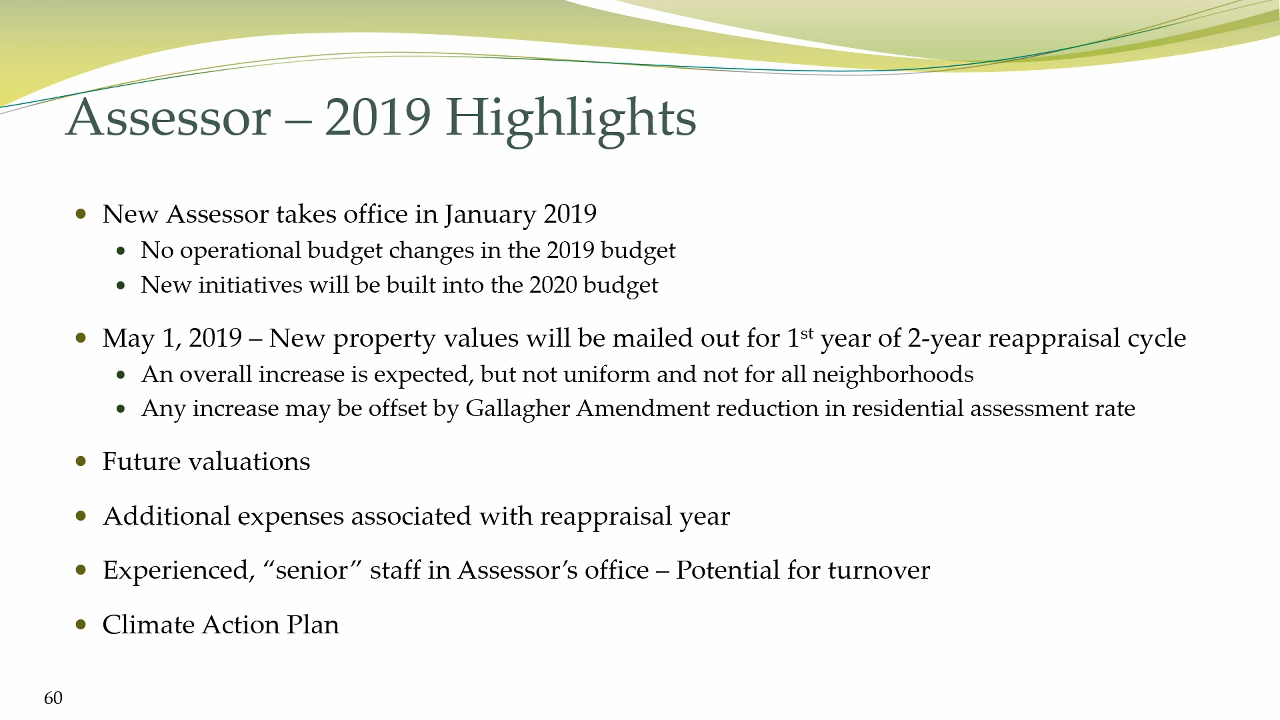 Assessor – 2019 Highlights
• New Assessor takes office in January 2019
• No operational budget changes in the 2019 budget
• New initiatives will be built into the 2020 budget
• May 1, 2019 – New property values will be mailed out for 1st year of 2-year reappraisal cycle
• An overall increase is expected, but not uniform and not for all neighborhoods
• Any increase may be offset by Gallagher Amendment reduction in residential assessment rate
• Future valuations
• Additional expenses associated with reappraisal year
• Experienced, “senior” staff in Assessor’s office – Potential for turnover
• Climate Action Plan
60